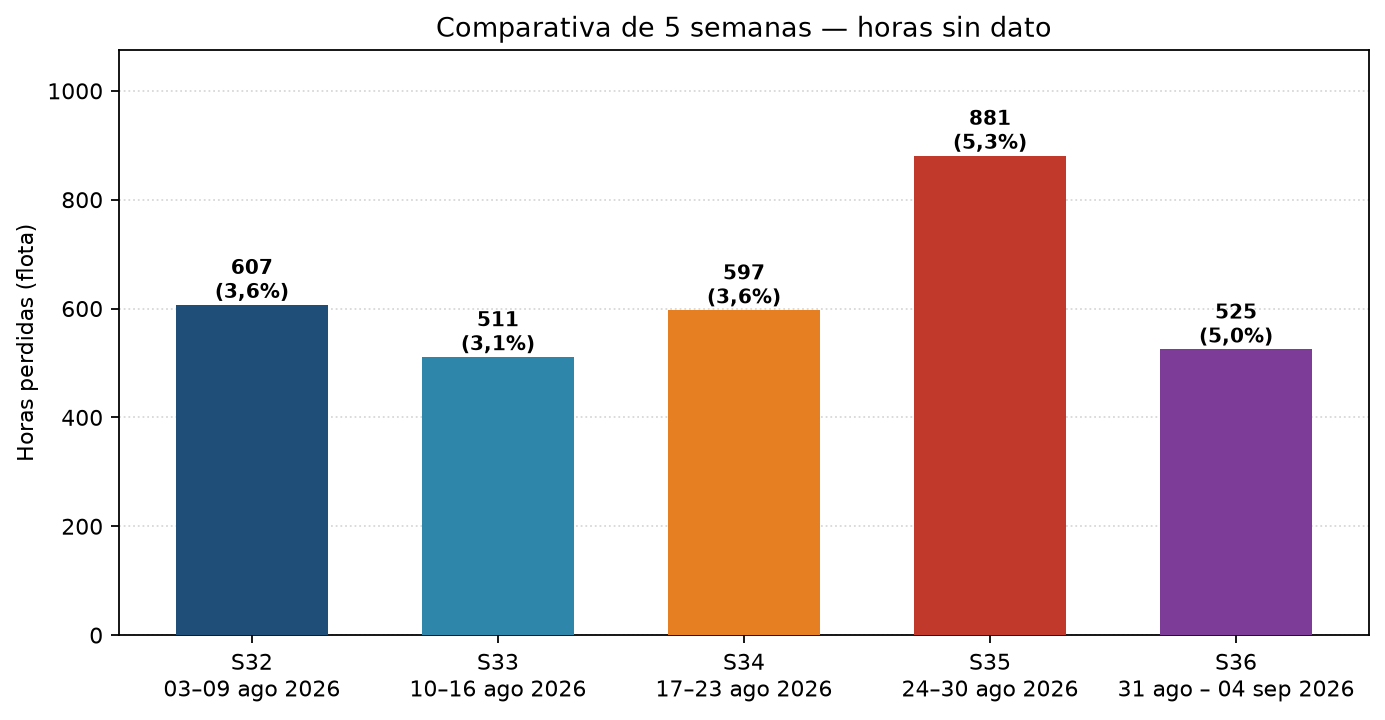 Comparativa de 5 semanas — horas sin dato
Horas perdidas (flota)
1000
800
600
400
200
0
607
(3,6%)
511
(3,1%)
597
(3,6%)
881
(5,3%)
525
(5,0%)
S32
03–09 ago 2026
S33
10–16 ago 2026
S34
17–23 ago 2026
S35
24–30 ago 2026
S36
31 ago – 04 sep 2026